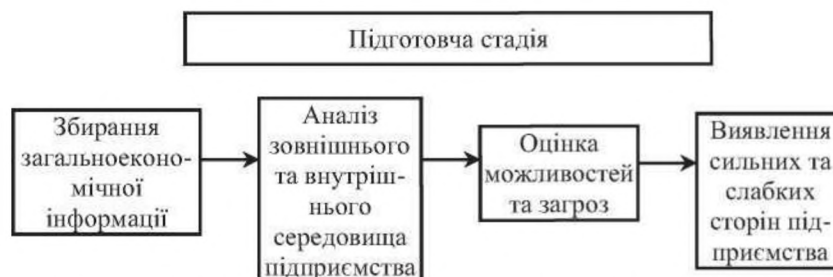 Підготовча стадія
Збирання
загальноеконо-
мічної
інформації
Аналіз
зовнішнього
та внутріш-
нього
середовища
підприємства
Оцінка
можливостей
та загроз
Виявлення
сильних та
слабких
сторін під-
приємства